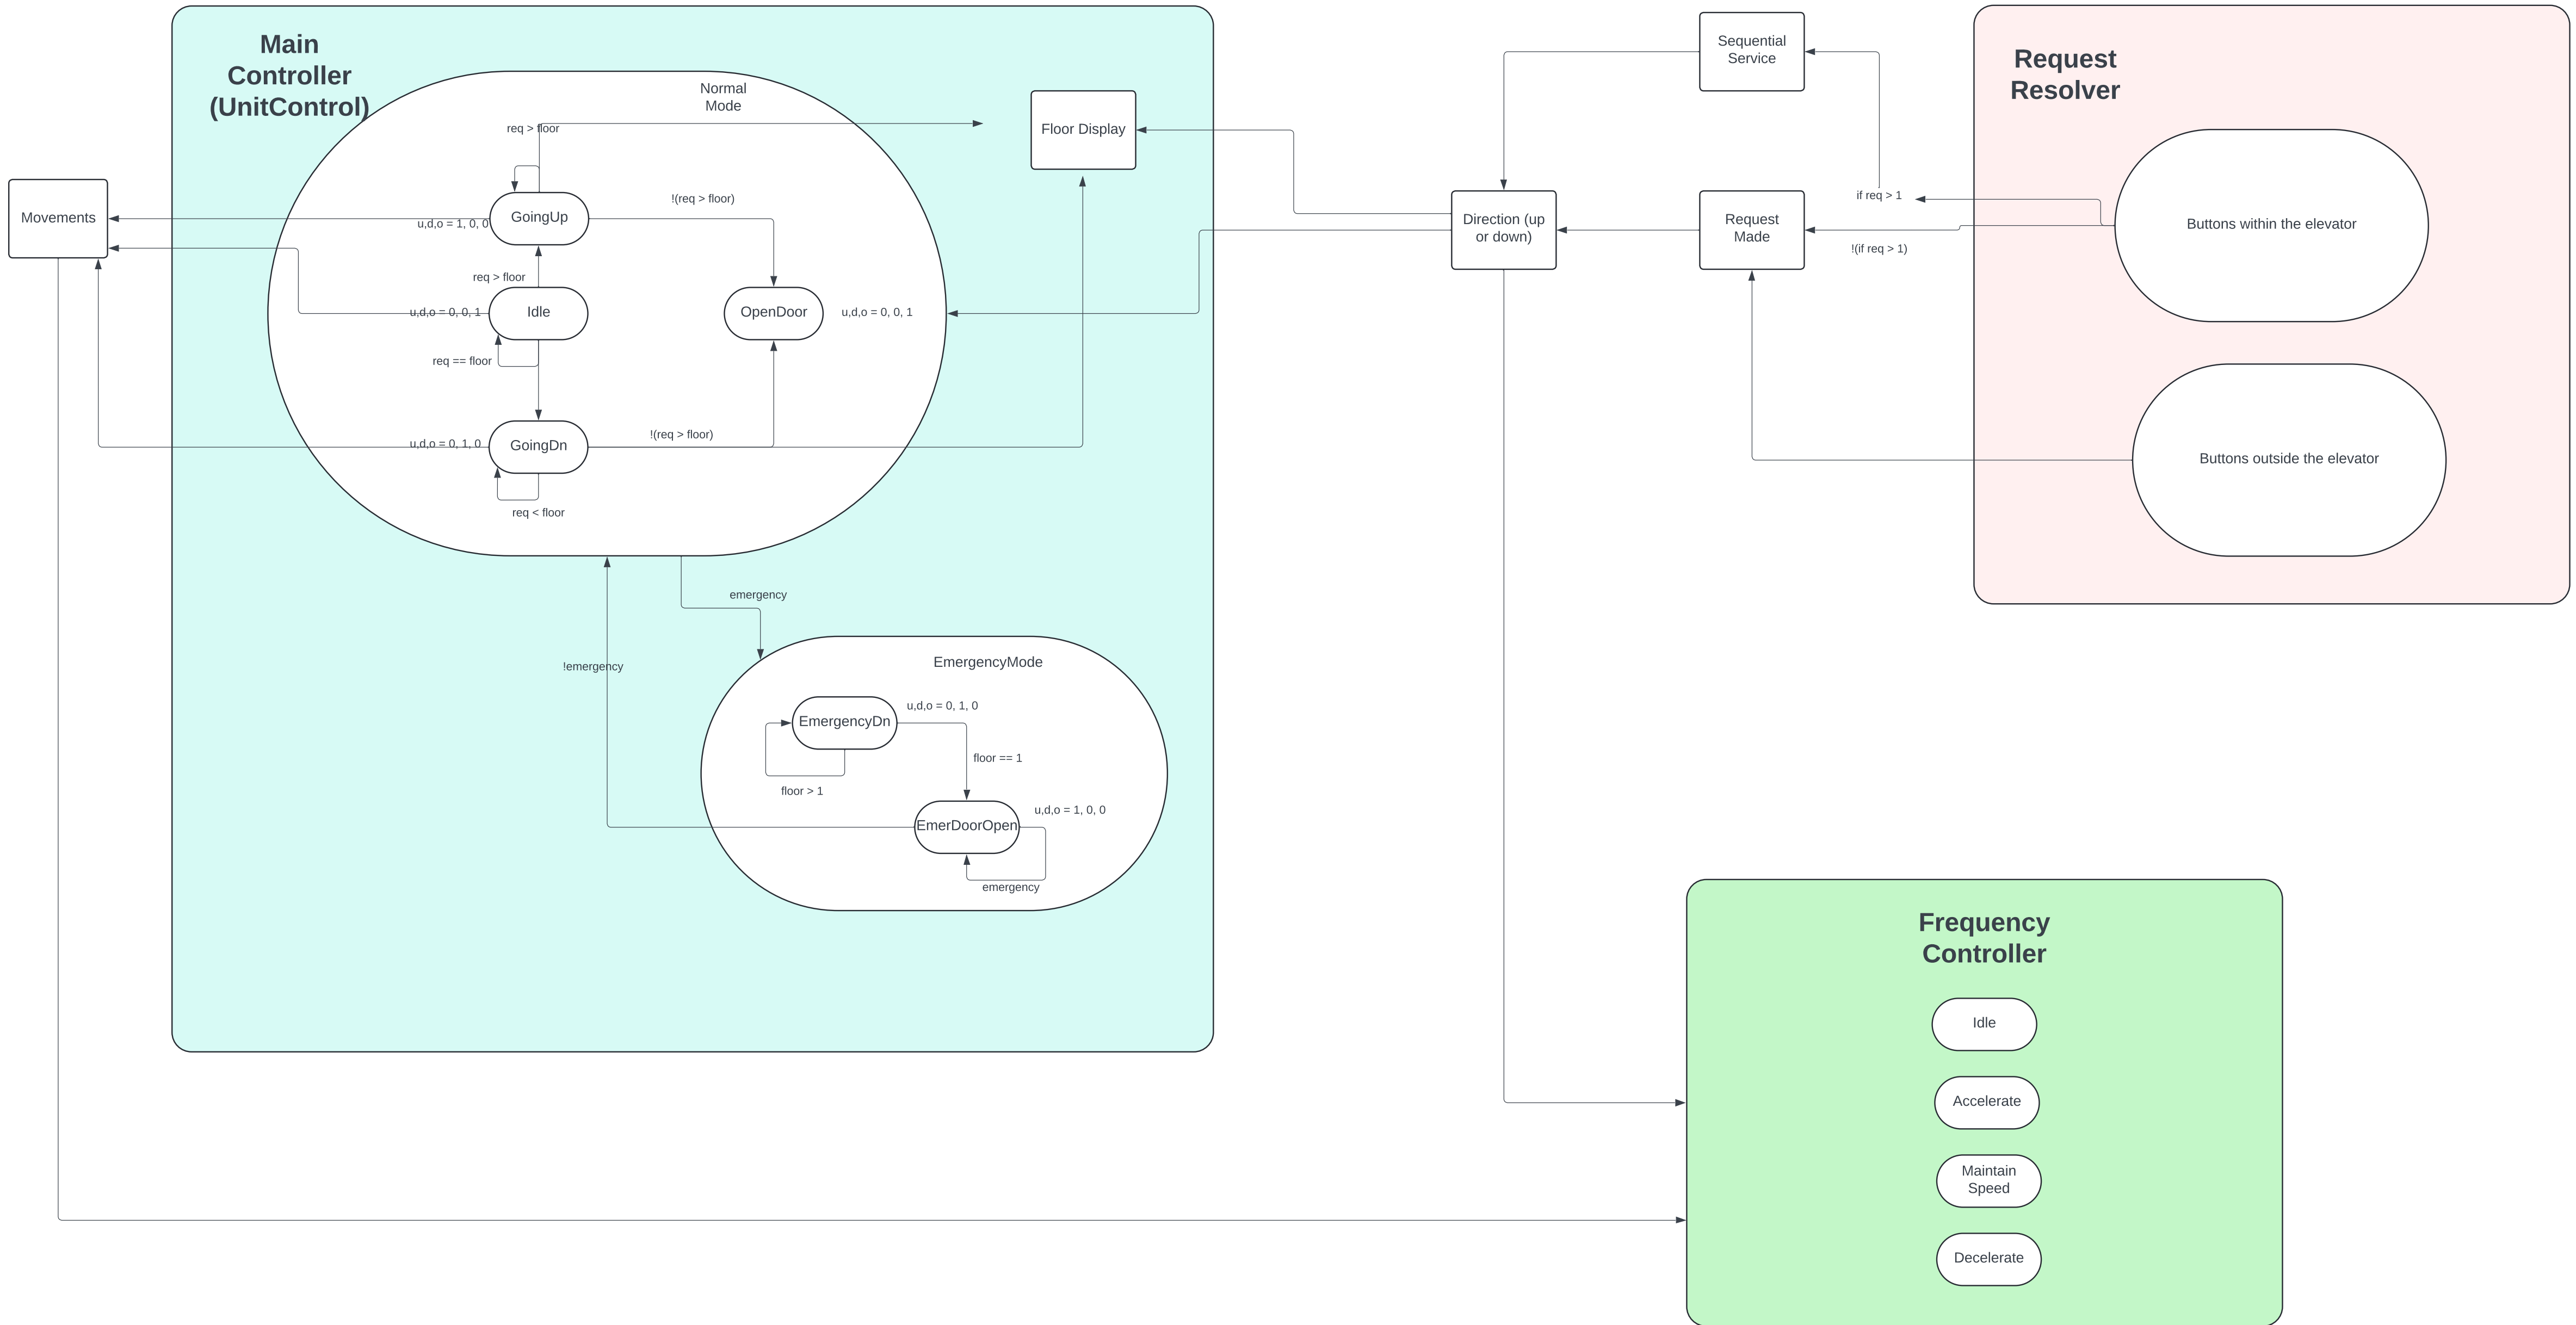 Main
Controller
(UnitControl)
Normal
Mode
req > floor
Floor Display
Movements
GoingUp
u,d,o = 1, 0, 0
!(req > floor)
req > floor
Idle
u,d,o = 0, 0, 1
OpenDoor
u,d,o = 0, 0, 1
req == floor
GoingDn
u,d,o = 0, 1, 0
!(req > floor)
req < floor
emergency
!emergency
EmergencyMode
EmergencyDn
u,d,o = 0, 1, 0
floor == 1
floor > 1
EmerDoorOpen
u,d,o = 1, 0, 0
emergency
Sequential
Service
Direction (up
or down)
Request
Made
if req > 1
!(if req > 1)
Request
Resolver
Buttons within the elevator
Buttons outside the elevator
Frequency
Controller
Idle
Accelerate
Maintain
Speed
Decelerate